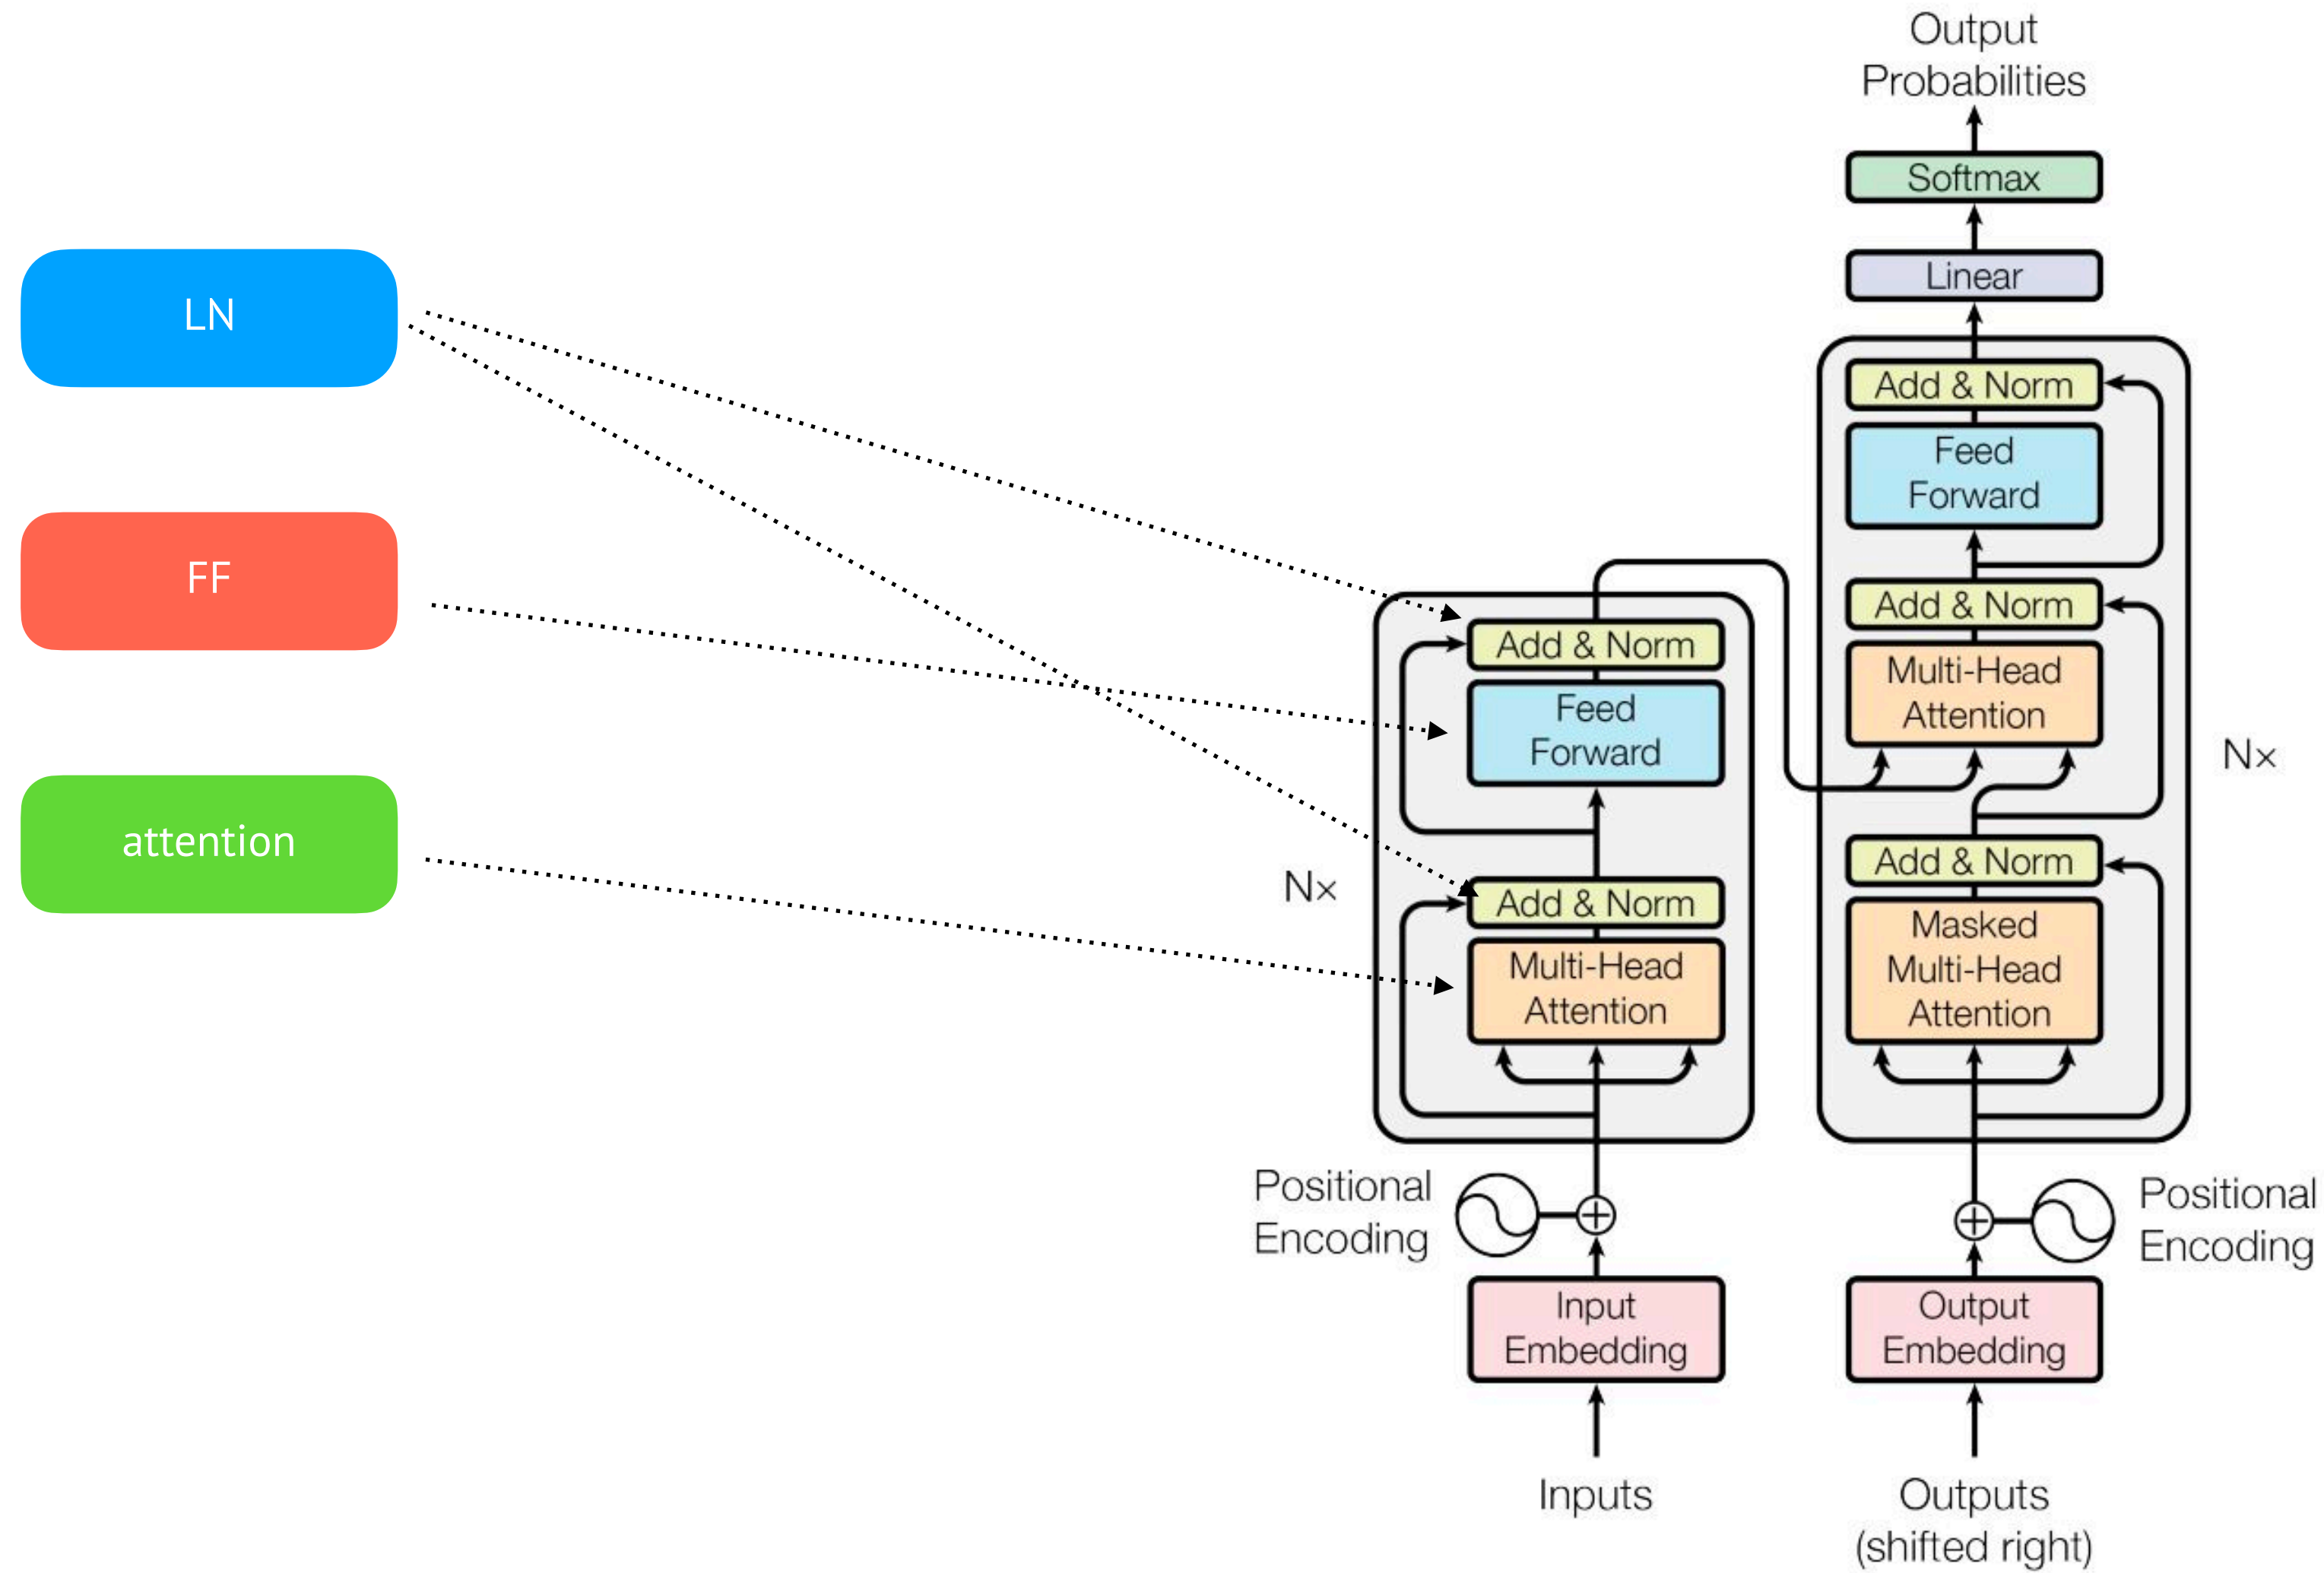 LN
FF
attention
Output
Probabilities
Softmax
Linear
Add & Norm
Feed
Forward
Add & Norm
Multi-Head
Attention
Nx
Add & Norm
Masked
Multi-Head
Attention
Add & Norm
Feed
Forward
Nx
Add & Norm
Multi-Head
Attention
Positional
Encoding
Positional
Encoding
Input
Embedding
Output
Embedding
Inputs
Outputs
(shifted right)